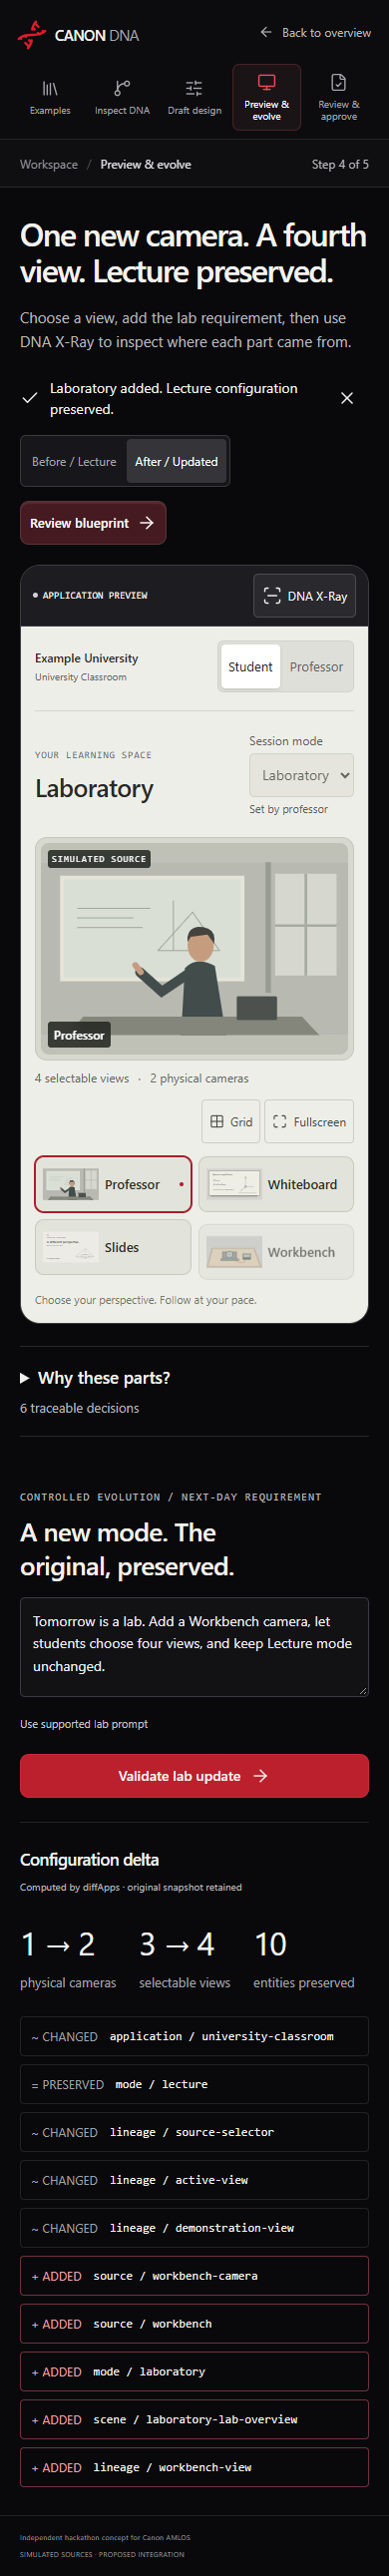 CANON DNA
Back to overview
Examples
Inspect DNA
Draft design
Preview &
evolve
Review &
approve
Workspace / Preview & evolve
Step 4 of 5
One new camera. A fourth
view. Lecture preserved.
Choose a view, add the lab requirement, then use
DNA X-Ray to inspect where each part came from.
Laboratory added. Lecture configuration
preserved.
Before / Lecture
After / Updated
Review blueprint
APPLICATION PREVIEW
DNA X-Ray
Example University
University Classroom
Student
Professor
YOUR LEARNING SPACE
Laboratory
Session mode
Laboratory
Set by professor
SIMULATED SOURCE
Professor
4 selectable views · 2 physical cameras
Grid
Fullscreen
Professor
Whiteboard
Slides
Workbench
Choose your perspective. Follow at your pace.
Why these parts?
6 traceable decisions
CONTROLLED EVOLUTION / NEXT-DAY REQUIREMENT
A new mode. The
original, preserved.
Tomorrow is a lab. Add a Workbench camera, let
students choose four views, and keep Lecture mode
unchanged.
Use supported lab prompt
Validate lab update
Configuration delta
Computed by diffApps · original snapshot retained
1 → 2
physical cameras
3 → 4
selectable views
10
entities preserved
~ CHANGED application / university-classroom
= PRESERVED mode / lecture
~ CHANGED lineage / source-selector
~ CHANGED lineage / active-view
~ CHANGED lineage / demonstration-view
+ ADDED source / workbench-camera
+ ADDED source / workbench
+ ADDED mode / laboratory
+ ADDED scene / laboratory-lab-overview
+ ADDED lineage / workbench-view
Independent hackathon concept for Canon AMLOS
SIMULATED SOURCES · PROPOSED INTEGRATION